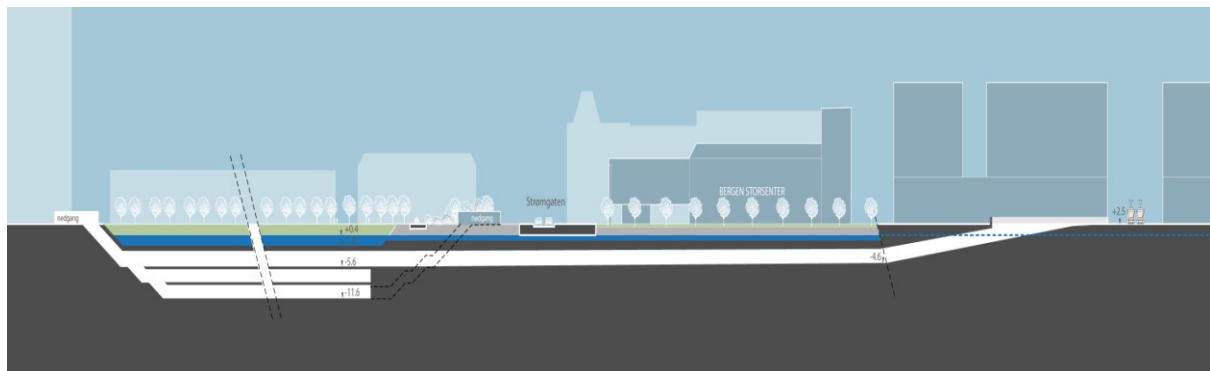 Strømgaten
BERGEN STORSENTER
nedgang
nedgang
+2.5
+0.4
-5.6
-4.6
-11.6